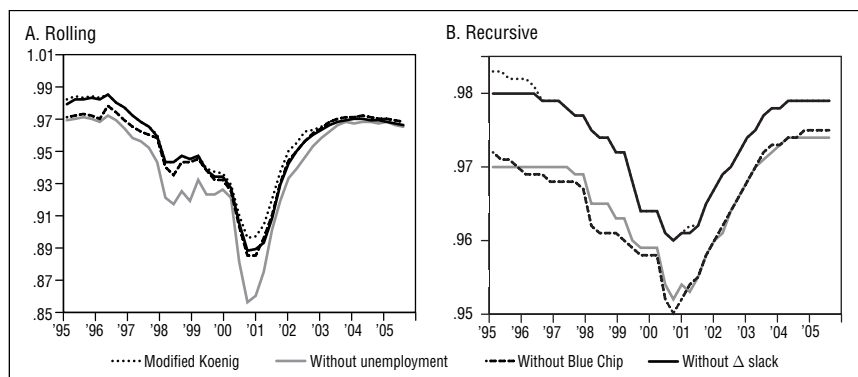 A. Rolling
1.01
.99
.97
.95
.93
.91
.89
.87
.85
'95 '96 '97 '98 '99 '00 '01 '02 '03 '04 '05
B. Recursive
.98
.97
.96
.95
'95 '96 '97 '98 '99 '00 '01 '02 '03 '04 '05
Modified Koenig Without unemployment Without Blue Chip Without Δ slack